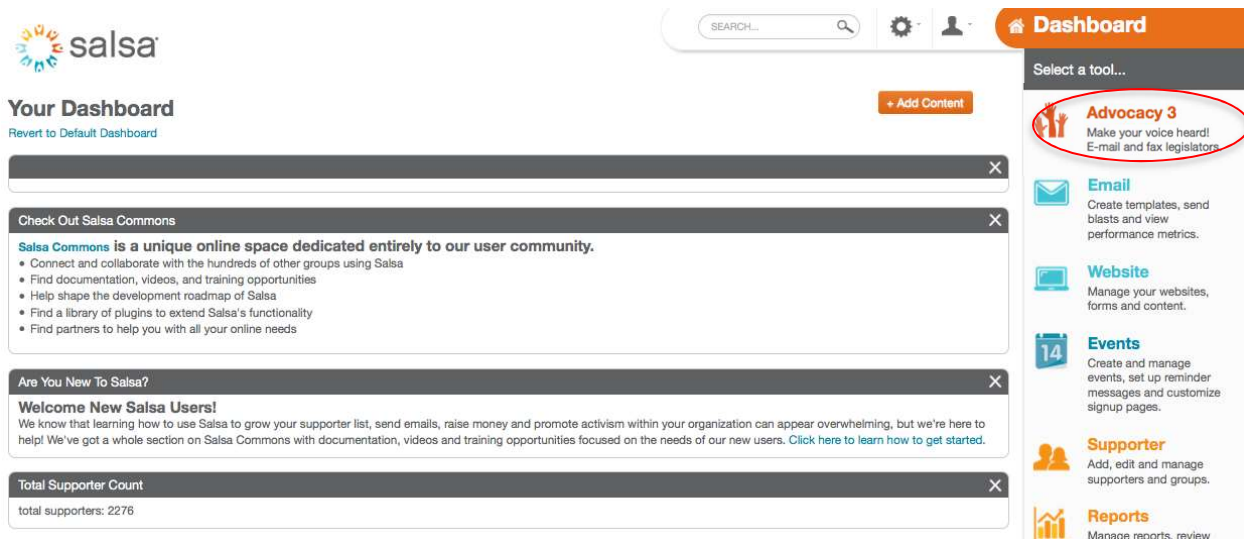 salsa
SEARCH...
Dashboard
Select a tool...
Your Dashboard
Revert to Default Dashboard
+ Add Content
Check Out Salsa Commons
Salsa Commons is a unique online space dedicated entirely to our user community.
• Connect and collaborate with the hundreds of other groups using Salsa
• Find documentation, videos, and training opportunities
• Help shape the development roadmap of Salsa
• Find a library of plugins to extend Salsa's functionality
• Find partners to help you with all your online needs
Are You New To Salsa?
Welcome New Salsa Users!
We know that learning how to use Salsa to grow your supporter list, send emails, raise money and promote activism within your organization can appear overwhelming, but we're here to
help! We've got a whole section on Salsa Commons with documentation, videos and training opportunities focused on the needs of our new users. Click here to learn how to get started.
Total Supporter Count
total supporters: 2276
Advocacy 3
Make your voice heard!
E-mail and fax legislators.
Email
Create templates, send
blasts and view
performance metrics.
Website
Manage your websites,
forms and content.
14
Events
Create and manage
events, set up reminder
messages and customize
signup pages.
Supporter
Add, edit and manage
supporters and groups.
Reports
Manage reports, review